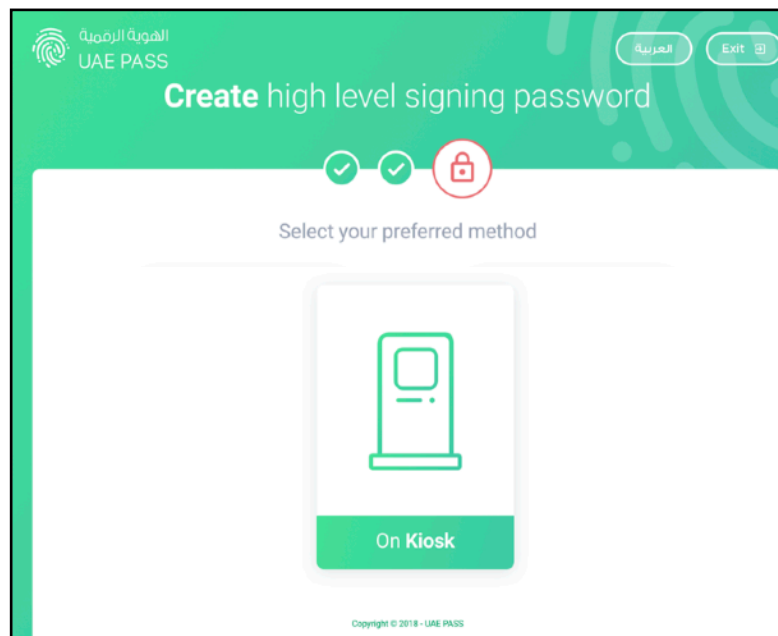 الهوية الرقمية
UAE PASS
العربية
Exit
Create high level signing password
Select your preferred method
On Kiosk
Copyright © 2018 - UAE PASS